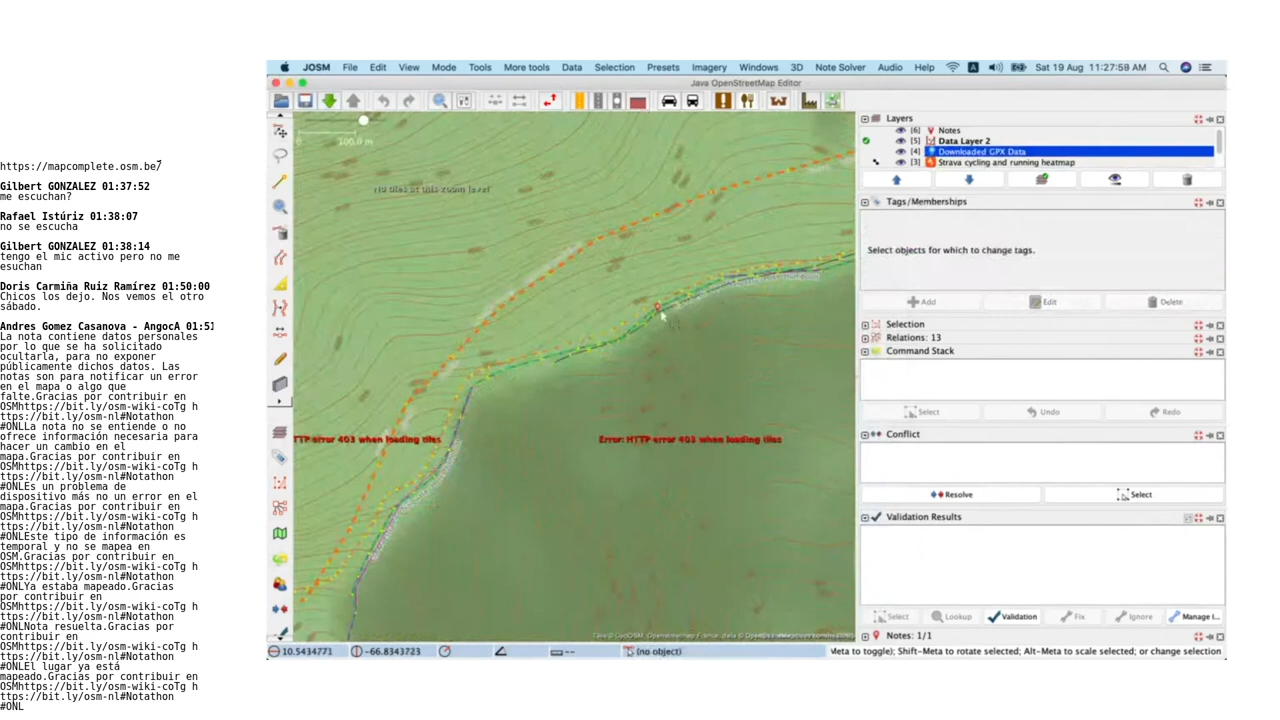 https://mapcomplete.osm.be/
Gilbert GONZALEZ 01:37:52
me escuchan?
Rafael Istúriz 01:38:07
no se escucha
Gilbert GONZALEZ 01:38:14
tengo el mic activo pero no me
esuchan
Doris Carmiña Ruiz Ramírez 01:50:00
Chicos los dejo. Nos vemos el otro
sábado.
Andres Gomez Casanova - AngocA 01:51
La nota contiene datos personales
por lo que se ha solicitado
ocultarla, para no exponer
públicamente dichos datos. Las
notas son para notificar un error
en el mapa o algo que
falte.Gracias por contribuir en
OSMhttps://bit.ly/osm-wiki-coTg h
ttps://bit.ly/osm-nl#Notathon
#ONLLa nota no se entiende o no
ofrece información necesaria para
hacer un cambio en el
mapa.Gracias por contribuir en
OSMhttps://bit.ly/osm-wiki-coTg h
ttps://bit.ly/osm-nl#Notathon
#ONLEs un problema de
dispositivo más no un error en el
mapa.Gracias por contribuir en
OSMhttps://bit.ly/osm-wiki-coTg h
ttps://bit.ly/osm-nl#Notathon
#ONLEste tipo de información es
temporal y no se mapea en
OSM.Gracias por contribuir en
OSMhttps://bit.ly/osm-wiki-coTg h
ttps://bit.ly/osm-nl#Notathon
#ONLYa estaba mapeado.Gracias
por contribuir en
OSMhttps://bit.ly/osm-wiki-coTg h
ttps://bit.ly/osm-nl#Notathon
#ONLNota resuelta.Gracias por
contribuir en
OSMhttps://bit.ly/osm-wiki-coTg h
ttps://bit.ly/osm-nl#Notathon
#ONLEl lugar ya está
mapeado.Gracias por contribuir en
OSMhttps://bit.ly/osm-wiki-coTg h
ttps://bit.ly/osm-nl#Notathon
#ONL
JOSM File Edit View Mode Tools More tools Data Selection Presets Imagery Windows 3D Note Solver Audio Help Sat 19 Aug 11:27:58 AM
Java OpenStreetMap Editor
0 100.0 m
No tiles at this zoom level
TTP error 403 when loading tiles
Error: HTTP error 403 when loading tiles
Layers
[6] Notes
[5] Data Layer 2
[4] Downloaded GPX Data
[3] Strava cycling and running heatmap
Tags/Memberships
Select objects for which to change tags.
Add Edit Delete
Selection
Relations: 13
Command Stack
Select Undo Redo
Conflict
Resolve Select
Validation Results
Select Lookup Validation Fix Ignore Manage I...
Notes: 1/1
10.5434771 -66.8343723 -- (no object) Meta to toggle); Shift-Meta to rotate selected; Alt-Meta to scale selected; or change selection